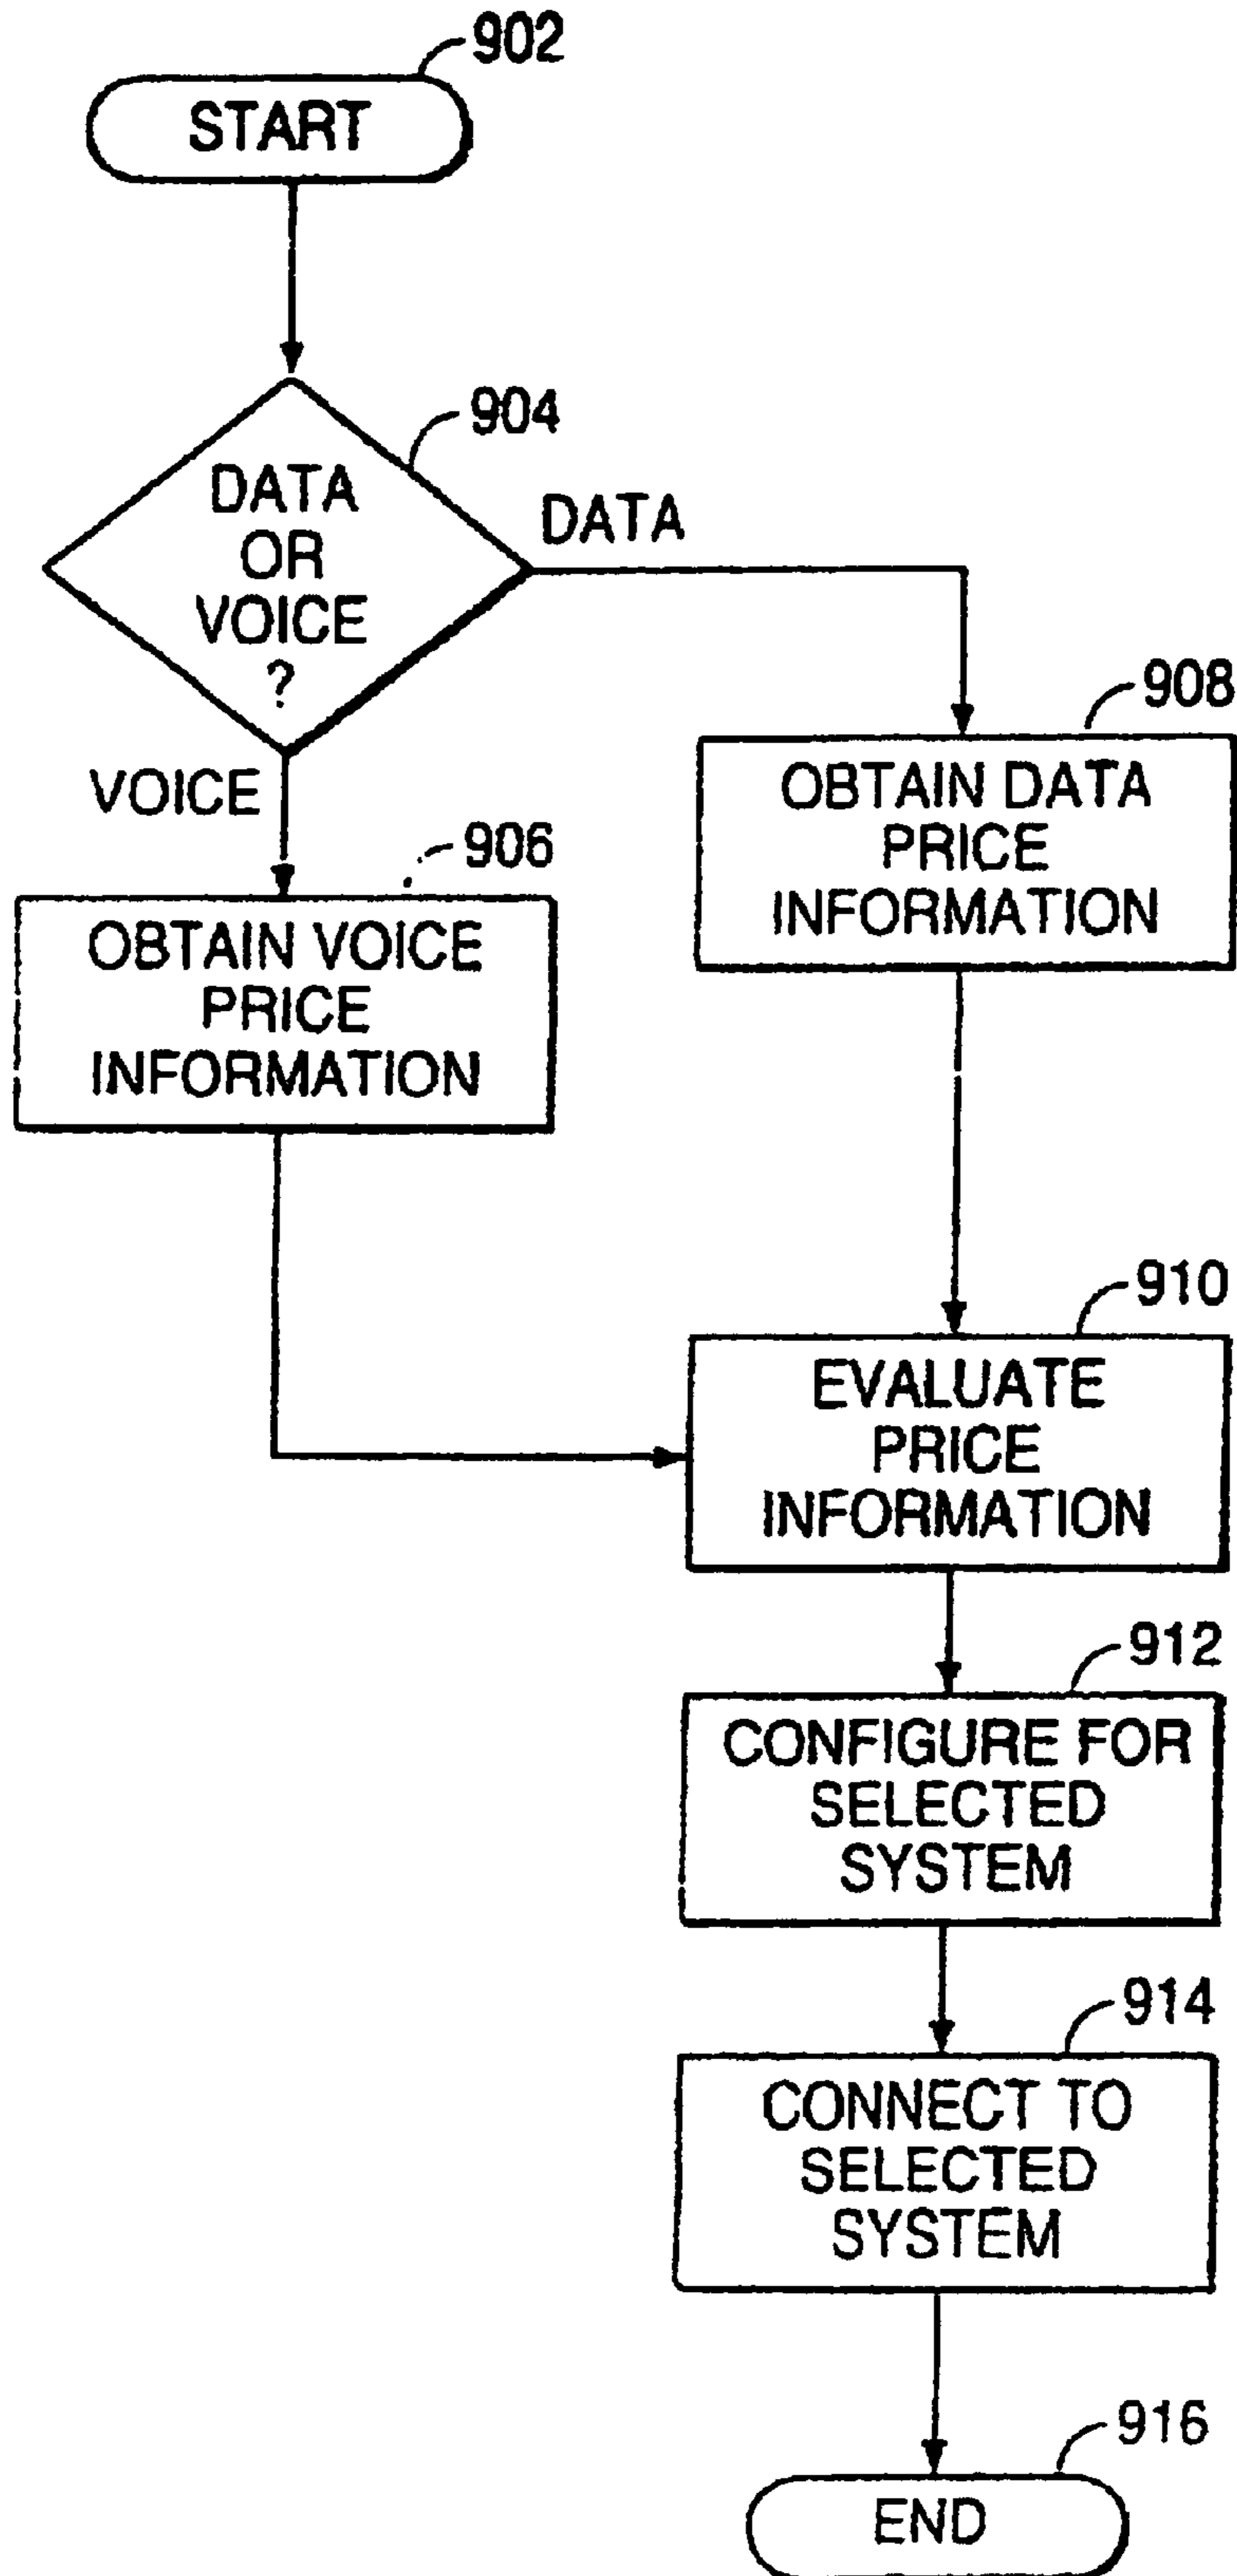 902
START
904
DATA
OR
VOICE
?
DATA
VOICE
906
OBTAIN VOICE
PRICE
INFORMATION
908
OBTAIN DATA
PRICE
INFORMATION
910
EVALUATE
PRICE
INFORMATION
912
CONFIGURE FOR
SELECTED
SYSTEM
914
CONNECT TO
SELECTED
SYSTEM
916
END